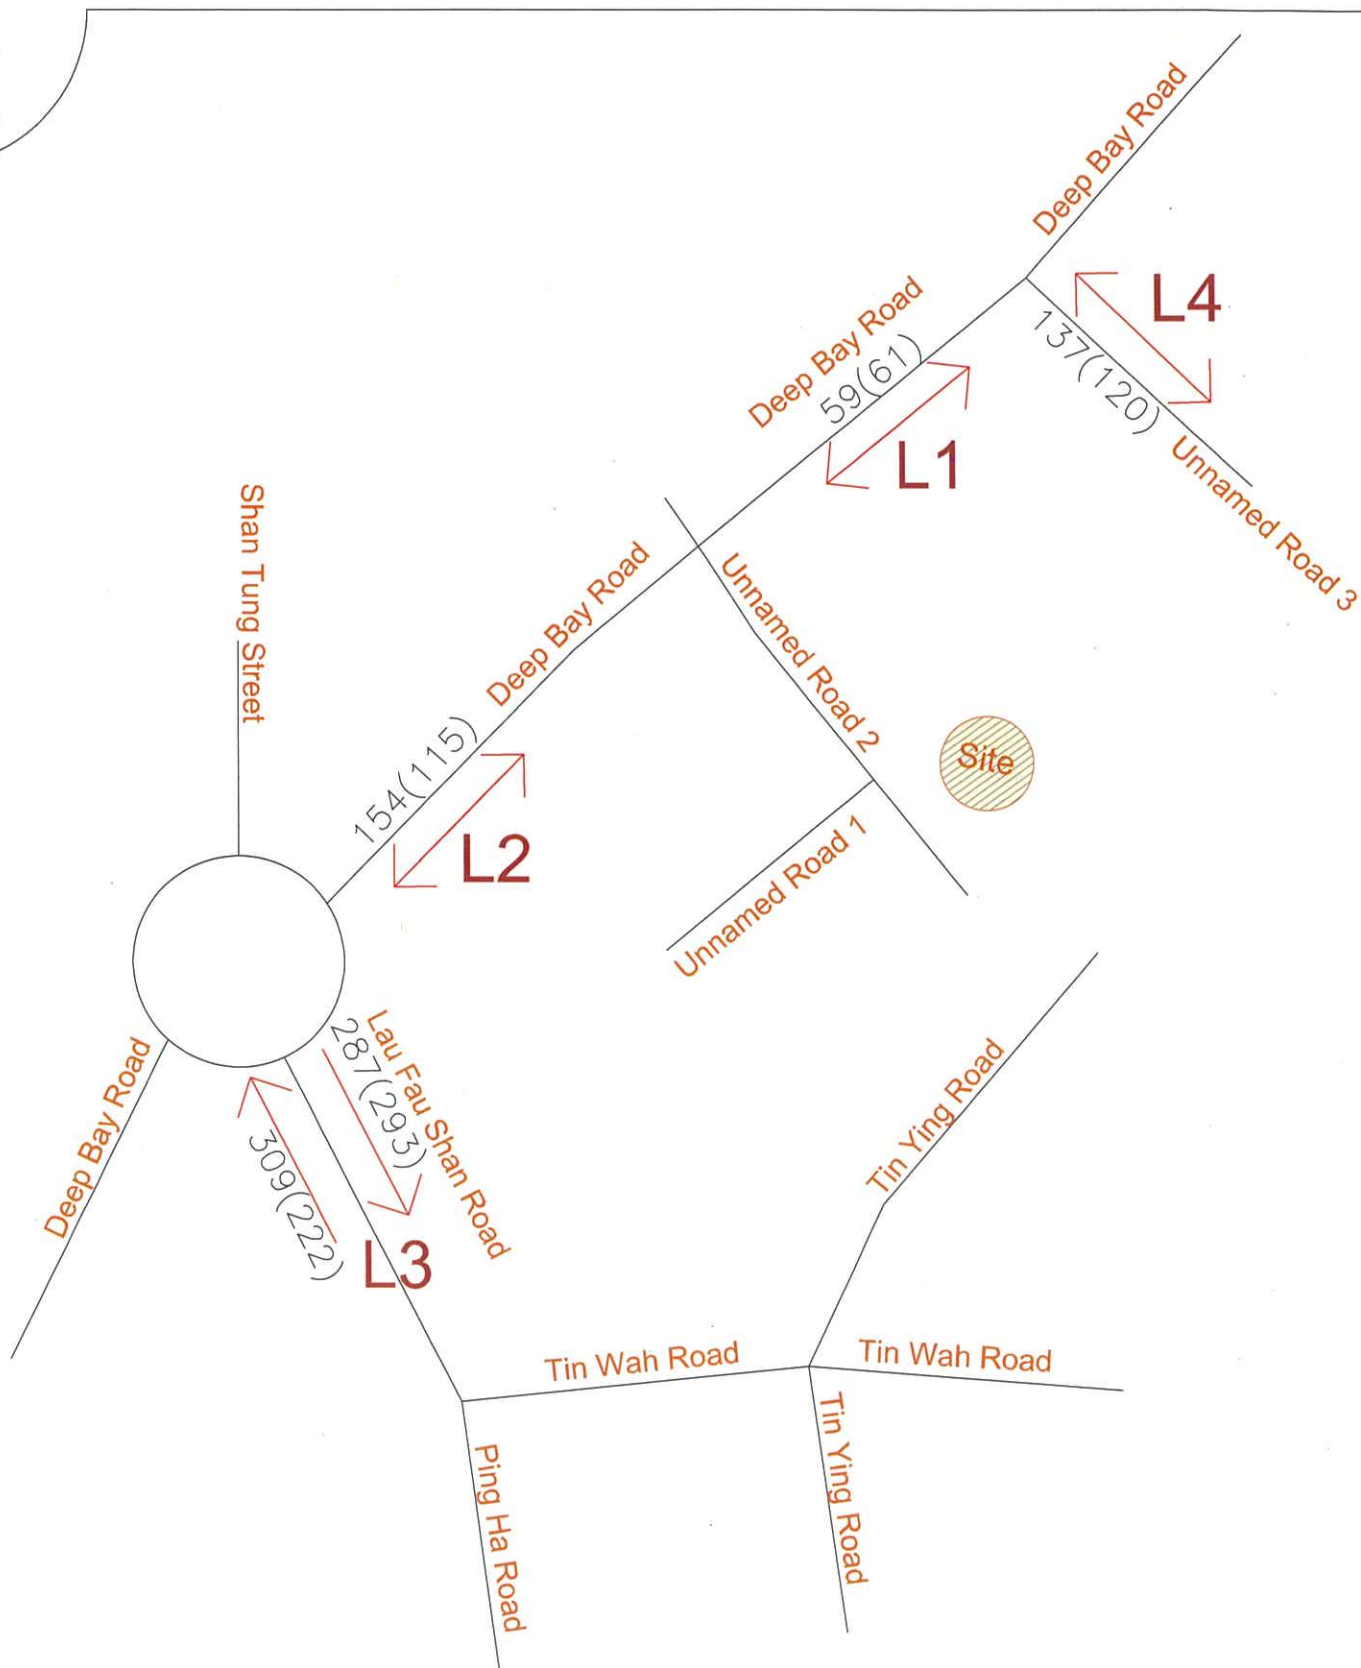 Deep Bay Road
L4
137(120)
Unnamed Road 3
Deep Bay Road
59(61)
L1
Shan Tung Street
Deep Bay Road
154(115)
L2
Unnamed Road 2
Site
Unnamed Road 1
Deep Bay Road
Lau Fau Shan Road
287(293)
309(222)
L3
Tin Ying Road
Tin Wah Road
Tin Wah Road
Ping Ha Road
Tin Ying Road